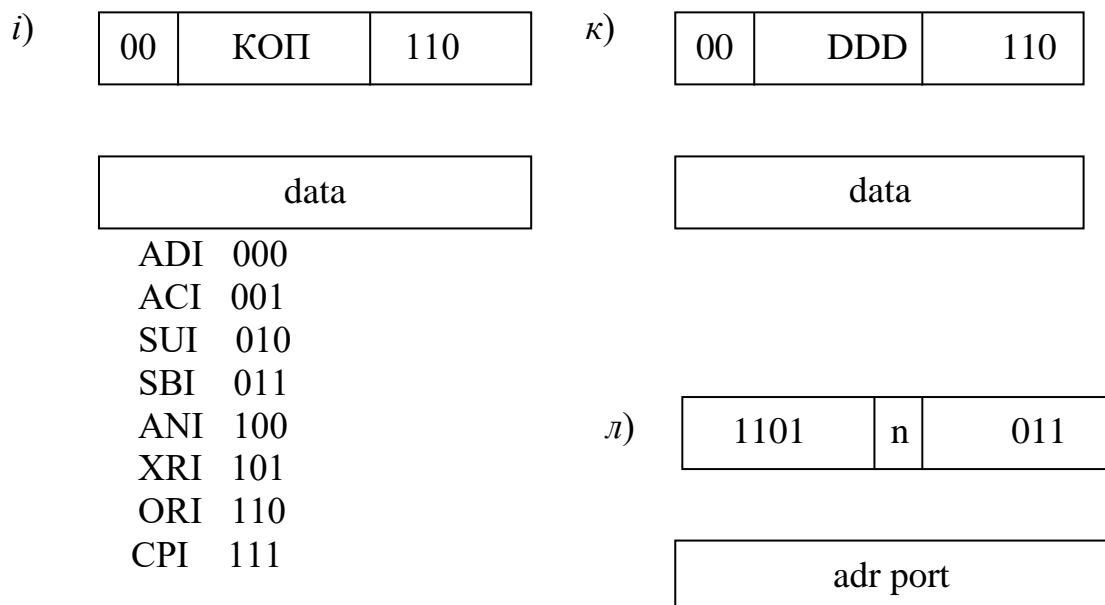 і) 00 КОП 110
к) 00 DDD 110
data
data
ADI 000
ACI 001
SUI 010
SBI 011
ANI 100
XRI 101
ORI 110
CPI 111
л) 1101 n 011
adr port